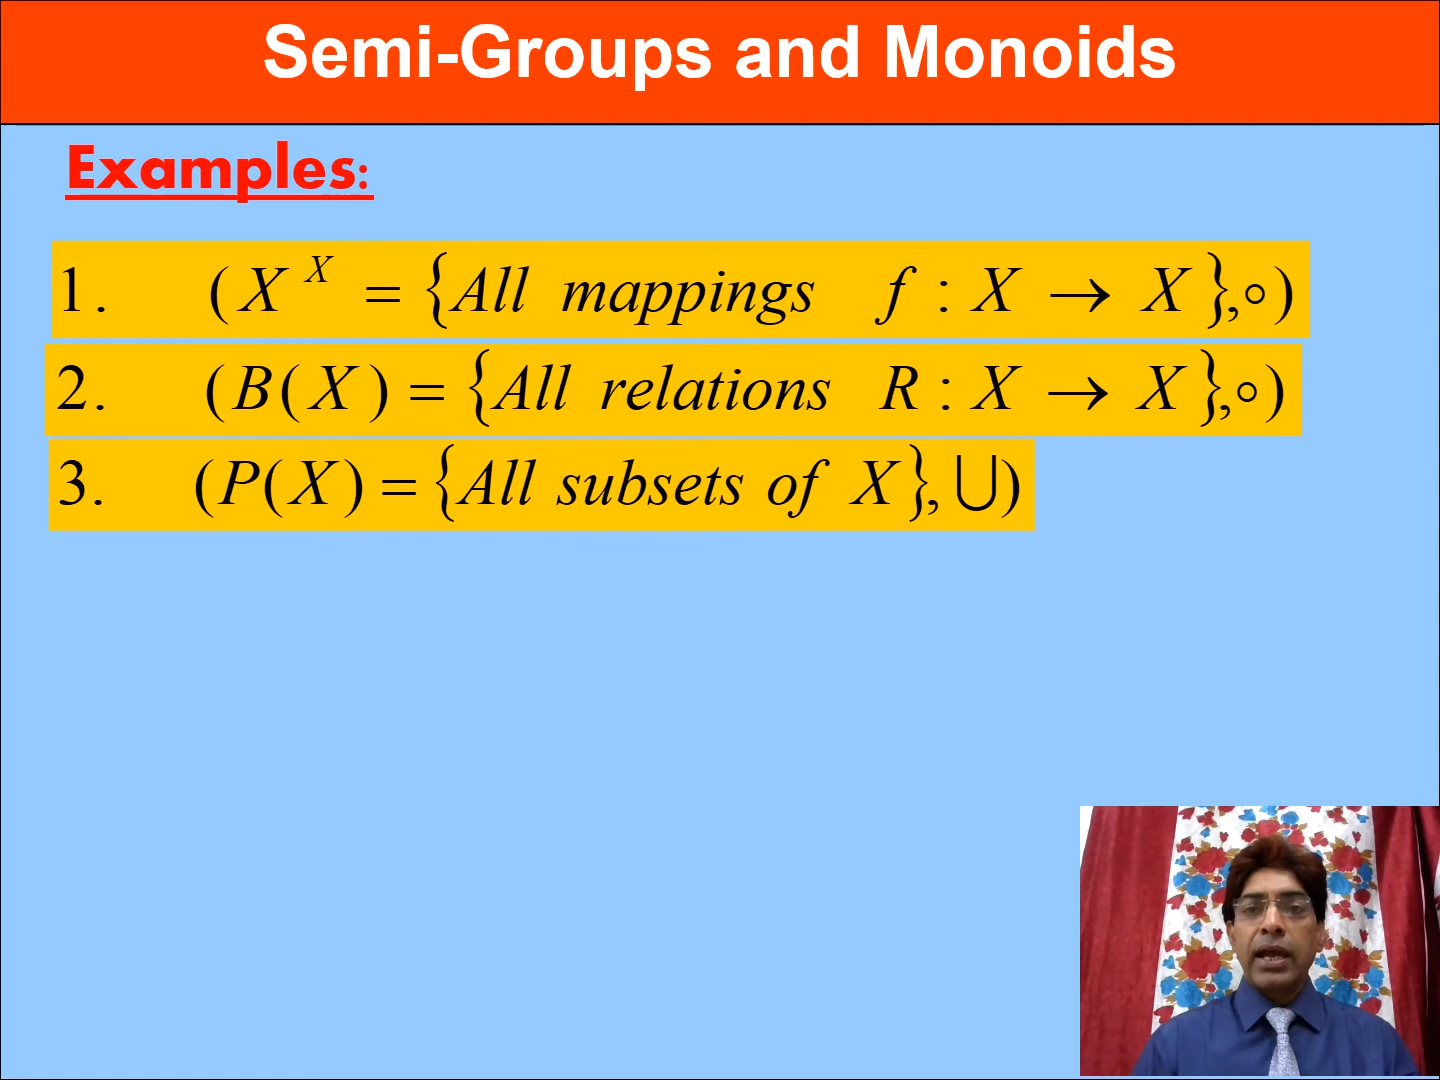 Semi-Groups and Monoids
Examples:
1. (X^X = {All mappings f : X → X},∘)
2. (B(X) = {All relations R : X → X},∘)
3. (P(X) = {All subsets of X},⋃)